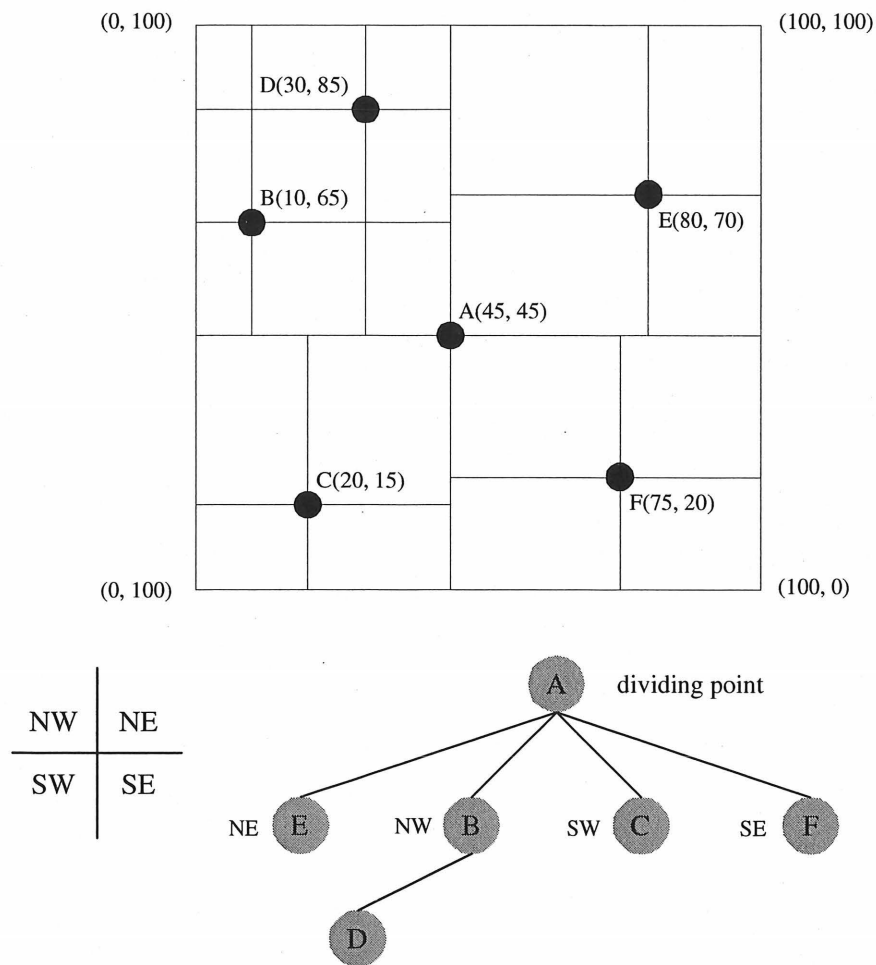 (0, 100) (100, 100)
D(30, 85)
B(10, 65)
E(80, 70)
A(45, 45)
C(20, 15)
F(75, 20)
(0, 100) (100, 0)
A dividing point
NW NE
SW SE
NE E NW B SW C SE F
D